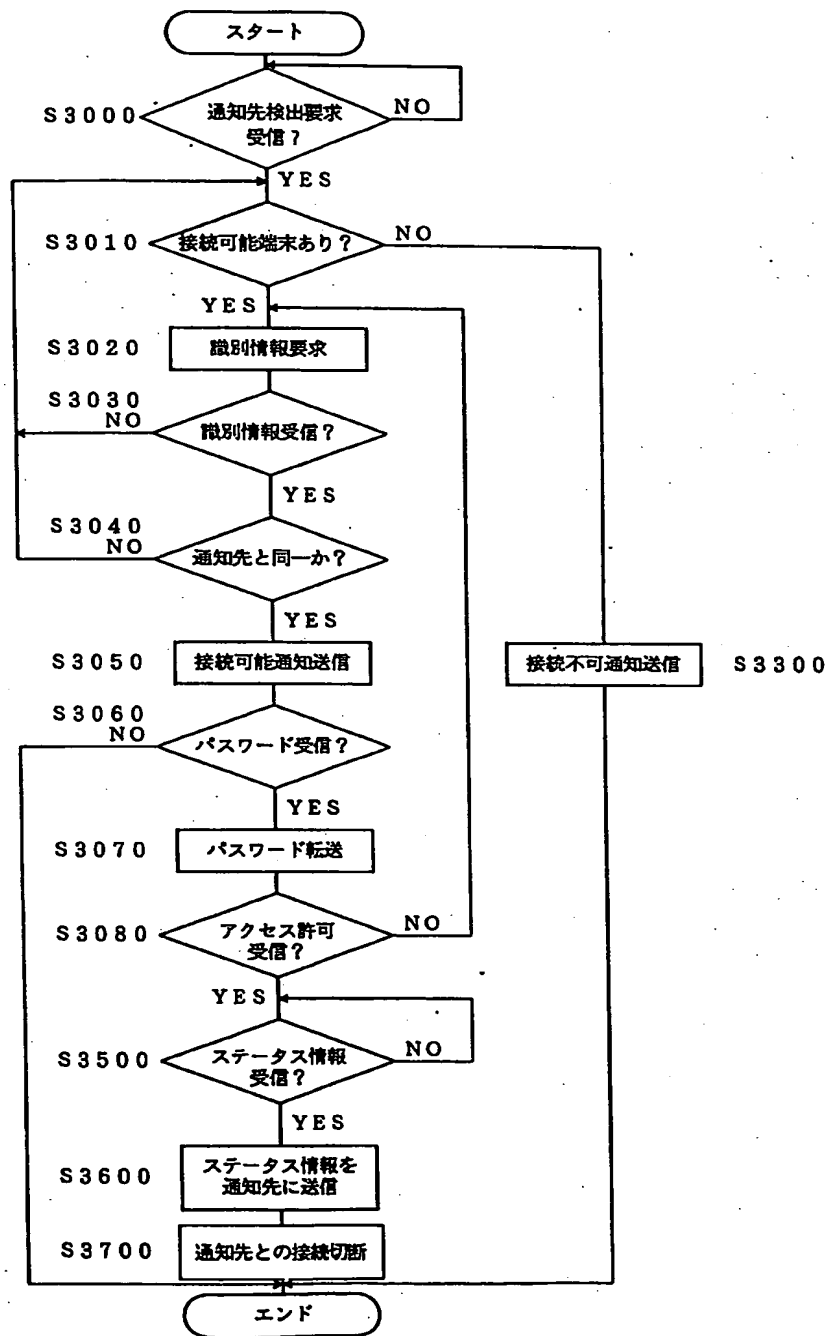 スタート
S3000
通知先検出要求
受信?
NO
YES
S3010
接続可能端末あり?
NO
YES
S3020
識別情報要求
S3030
NO
識別情報受信?
YES
S3040
NO
通知先と同一か?
YES
S3050
接続可能通知送信
接続不可通知送信
S3300
S3060
NO
パスワード受信?
YES
S3070
パスワード転送
S3080
アクセス許可
受信?
NO
YES
S3500
ステータス情報
受信?
NO
YES
S3600
ステータス情報を
通知先に送信
S3700
通知先との接続切断
エンド